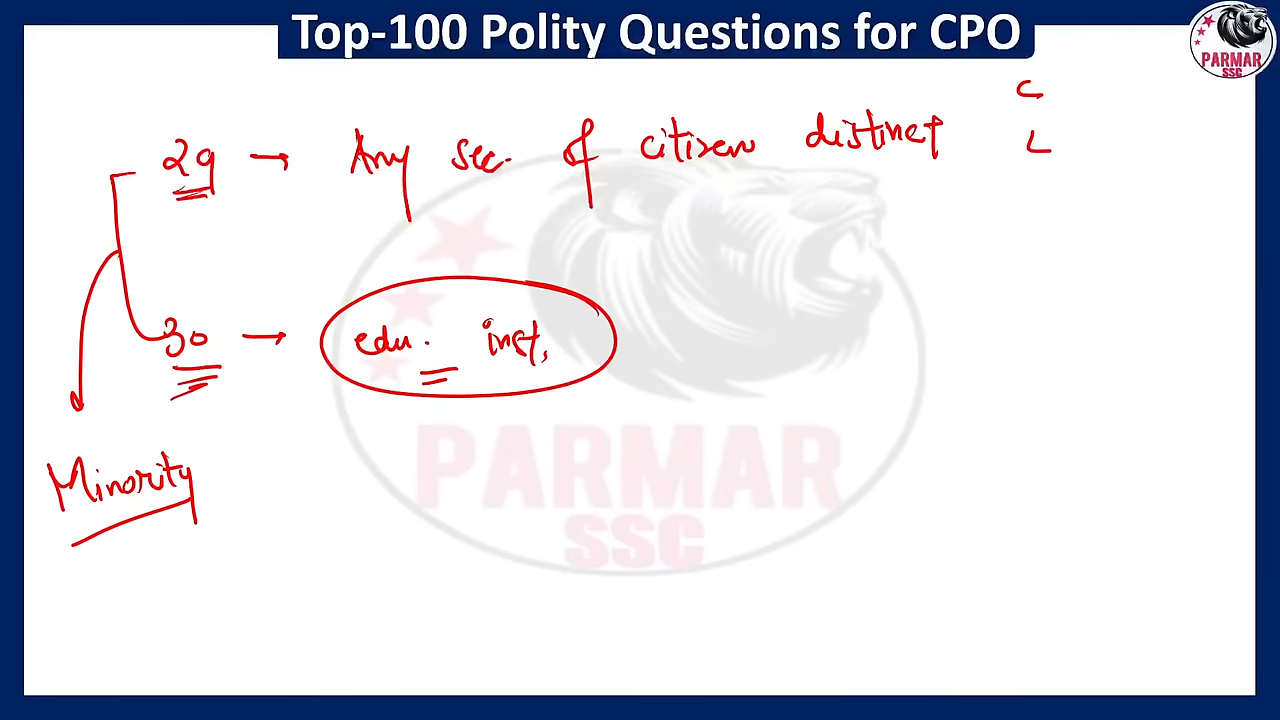 Top-100 Polity Questions for CPO
PARMAR
SSC
C
29 → Any sec. of citizen distinct L
30 → edu. inst.
Minority
PARMAR
SSC